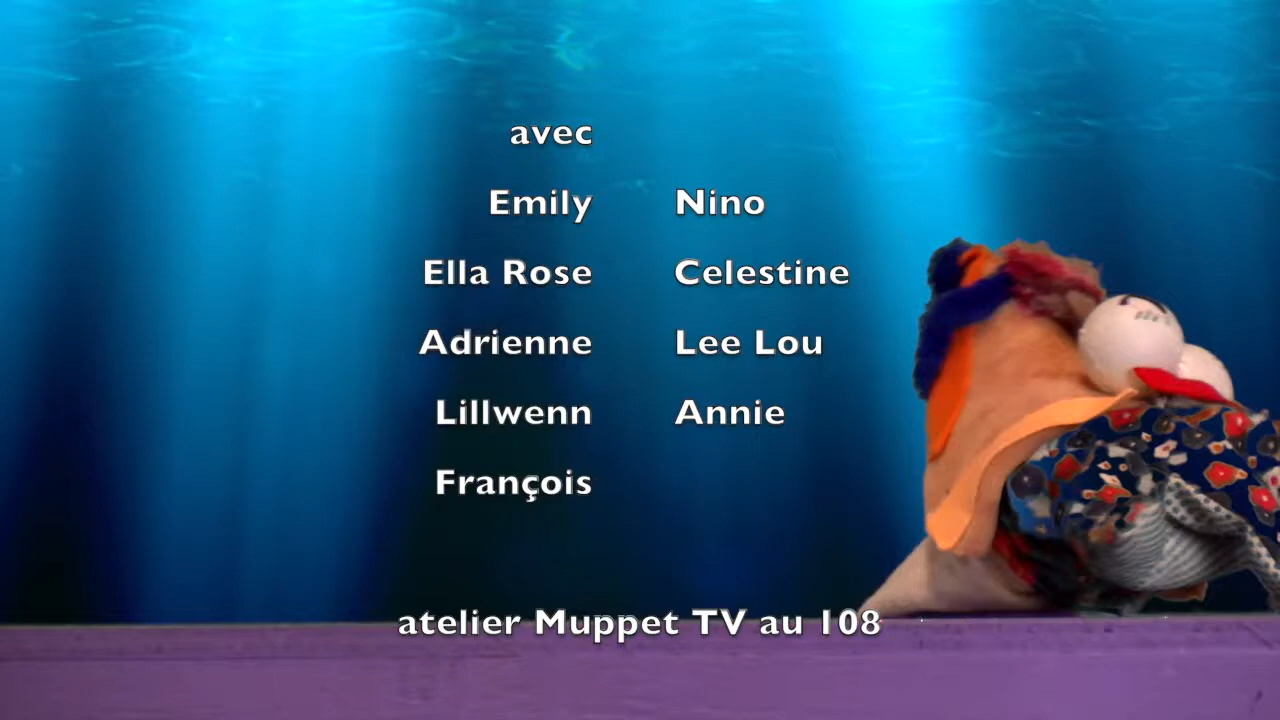 avec
Emily Nino
Ella Rose Celestine
Adrienne Lee Lou
Lillwenn Annie
François
atelier Muppet TV au 108